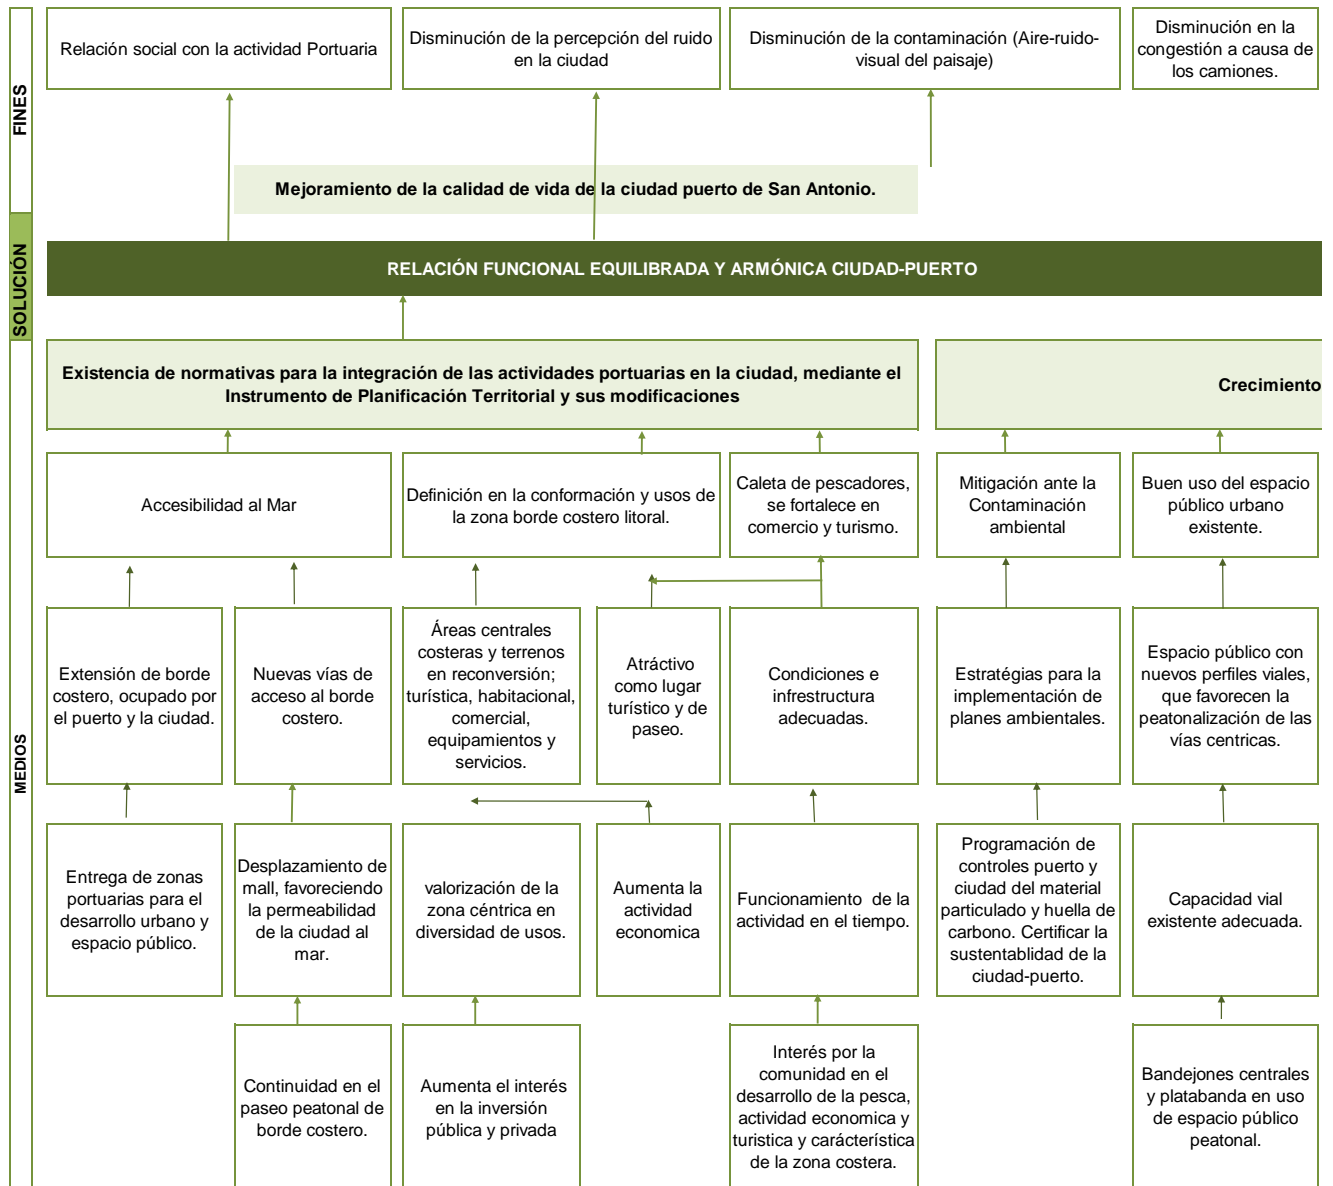 FINES
Relación social con la actividad Portuaria
Disminución de la percepción del ruido
en la ciudad
Disminución de la contaminación (Aire-ruido-
visual del paisaje)
Disminución en la
congestión a causa de
los camiones.
Mejoramiento de la calidad de vida de la ciudad puerto de San Antonio.
SOLUCIÓN
RELACIÓN FUNCIONAL EQUILIBRADA Y ARMÓNICA CIUDAD-PUERTO
MEDIOS
Existencia de normativas para la integración de las actividades portuarias en la ciudad, mediante el
Instrumento de Planificación Territorial y sus modificaciones
Crecimiento
Accesibilidad al Mar
Definición en la conformación y usos de
la zona borde costero litoral.
Caleta de pescadores,
se fortalece en
comercio y turismo.
Mitigación ante la
Contaminación
ambiental
Buen uso del espacio
público urbano
existente.
Extensión de borde
costero, ocupado por
el puerto y la ciudad.
Nuevas vías de
acceso al borde
costero.
Áreas centrales
costeras y terrenos
en reconversión;
turística, habitacional,
comercial,
equipamientos y
servicios.
Atráctivo
como lugar
turístico y de
paseo.
Condiciones e
infrastructura
adecuadas.
Estratégias para la
implementación de
planes ambientales.
Espacio público con
nuevos perfiles viales,
que favorecen la
peatonalización de las
vías centricas.
Entrega de zonas
portuarias para el
desarrollo urbano y
espacio público.
Desplazamiento de
mall, favoreciendo
la permeabilidad
de la ciudad al
mar.
valorización de la
zona céntrica en
diversidad de usos.
Aumenta la
actividad
economica
Funcionamiento de la
actividad en el tiempo.
Programación de
controles puerto y
ciudad del material
particulado y huella de
carbono. Certificar la
sustentablidad de la
ciudad-puerto.
Capacidad vial
existente adecuada.
Continuidad en el
paseo peatonal de
borde costero.
Aumenta el interés
en la inversión
pública y privada
Interés por la
comunidad en el
desarrollo de la pesca,
actividad economica y
turistica y carácterística
de la zona costera.
Bandejones centrales
y platabanda en uso
de espacio público
peatonal.